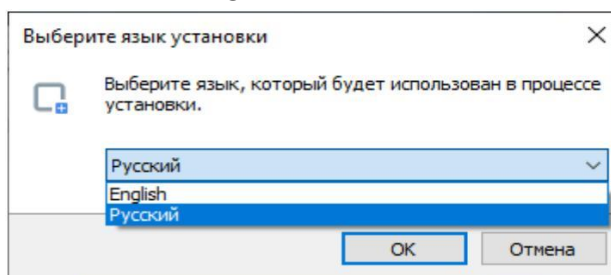 Выберите язык установки
Выберите язык, который будет использован в процессе
установки.
Русский
English
Русский
OK
Отмена